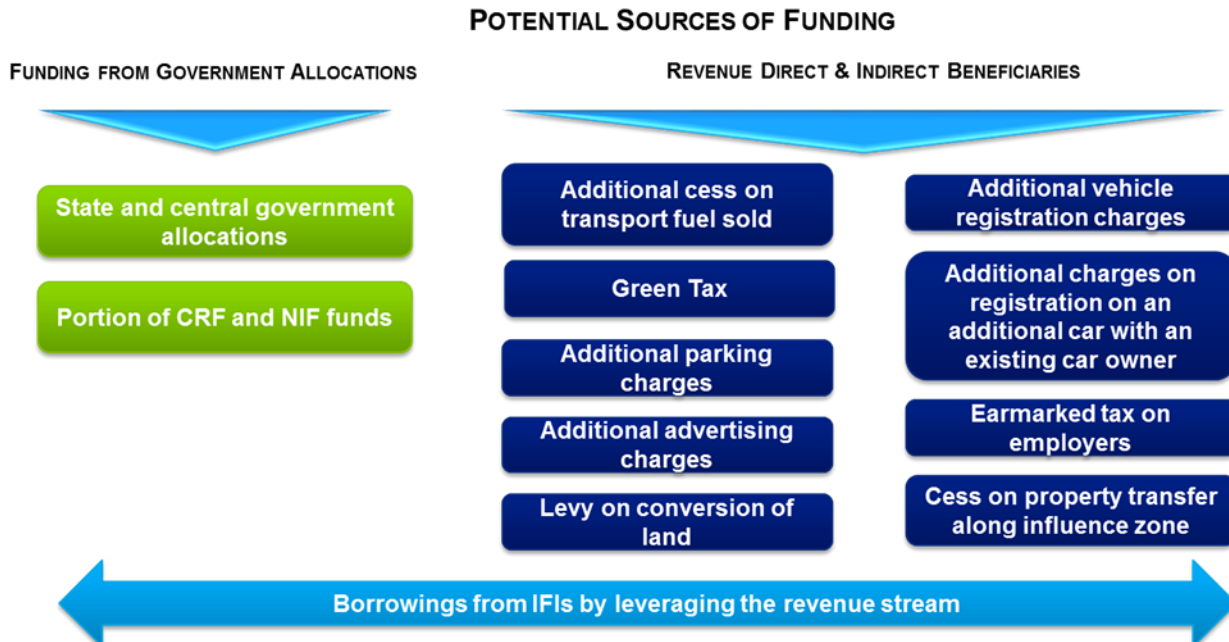 POTENTIAL SOURCES OF FUNDING
FUNDING FROM GOVERNMENT ALLOCATIONS
State and central government
allocations
Portion of CRF and NIF funds
REVENUE DIRECT & INDIRECT BENEFICIARIES
Additional cess on
transport fuel sold
Green Tax
Additional parking
charges
Additional advertising
charges
Levy on conversion of
land
Additional vehicle
registration charges
Additional charges on
registration on an
additional car with an
existing car owner
Earmarked tax on
employers
Cess on property transfer
along influence zone
Borrowings from IFIs by leveraging the revenue stream